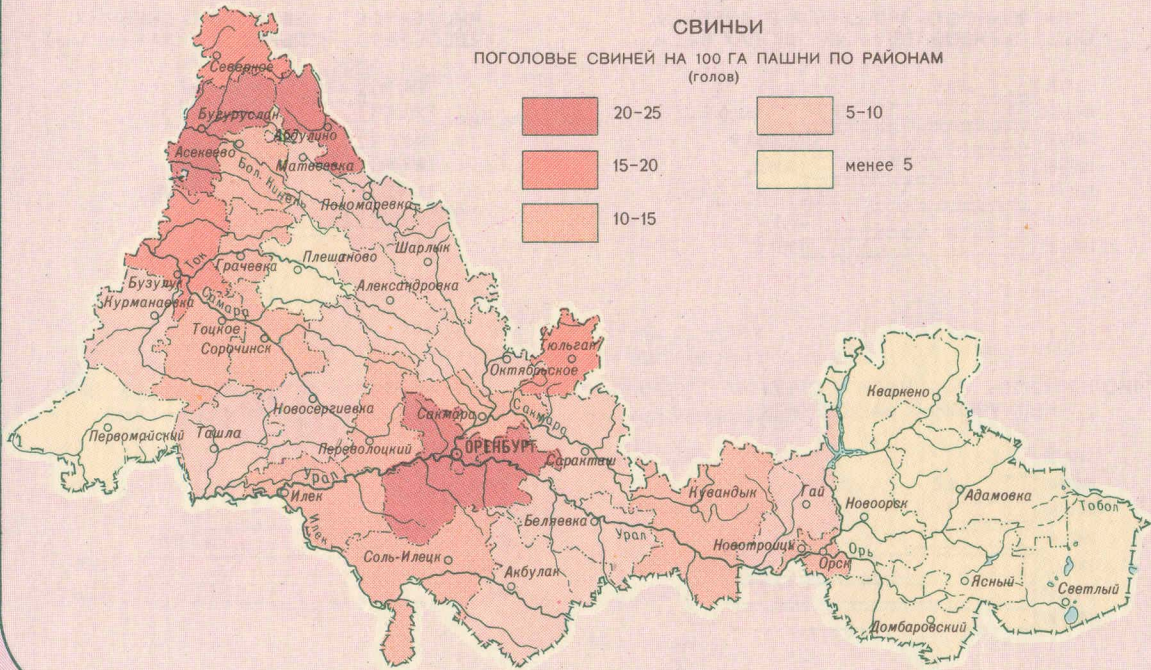 СВИНЬИ
ПОГОЛОВЬЕ СВИНЕЙ НА 100 ГА ПАШНИ ПО РАЙОНАМ
(голов)
20-25
5-10
15-20
менее 5
10-15
Северное
Бугуруслан
Абдулино
Асекеево
Матвеевка
Бол. Кинель
Пономаревка
Шарлык
Плешаново
Ток
Грачевка
Бузулук
Александровка
Курманаевка
Самара
Тоцкое
Сорочинск
Тюльган
Октябрьское
Кваркено
Новосергиевка
Сакмара
Сакмара
Первомайский
Ташла
Переволоцкий
ОРЕНБУРГ
Саракташ
Урал
Илек
Илек
Кувандык
Гай
Новоорск
Адамовка
Тобол
Беляевка
Урал
Новотроицк
Орь
Орск
Соль-Илецк
Акбулак
Ясный
Светлый
Домбаровский